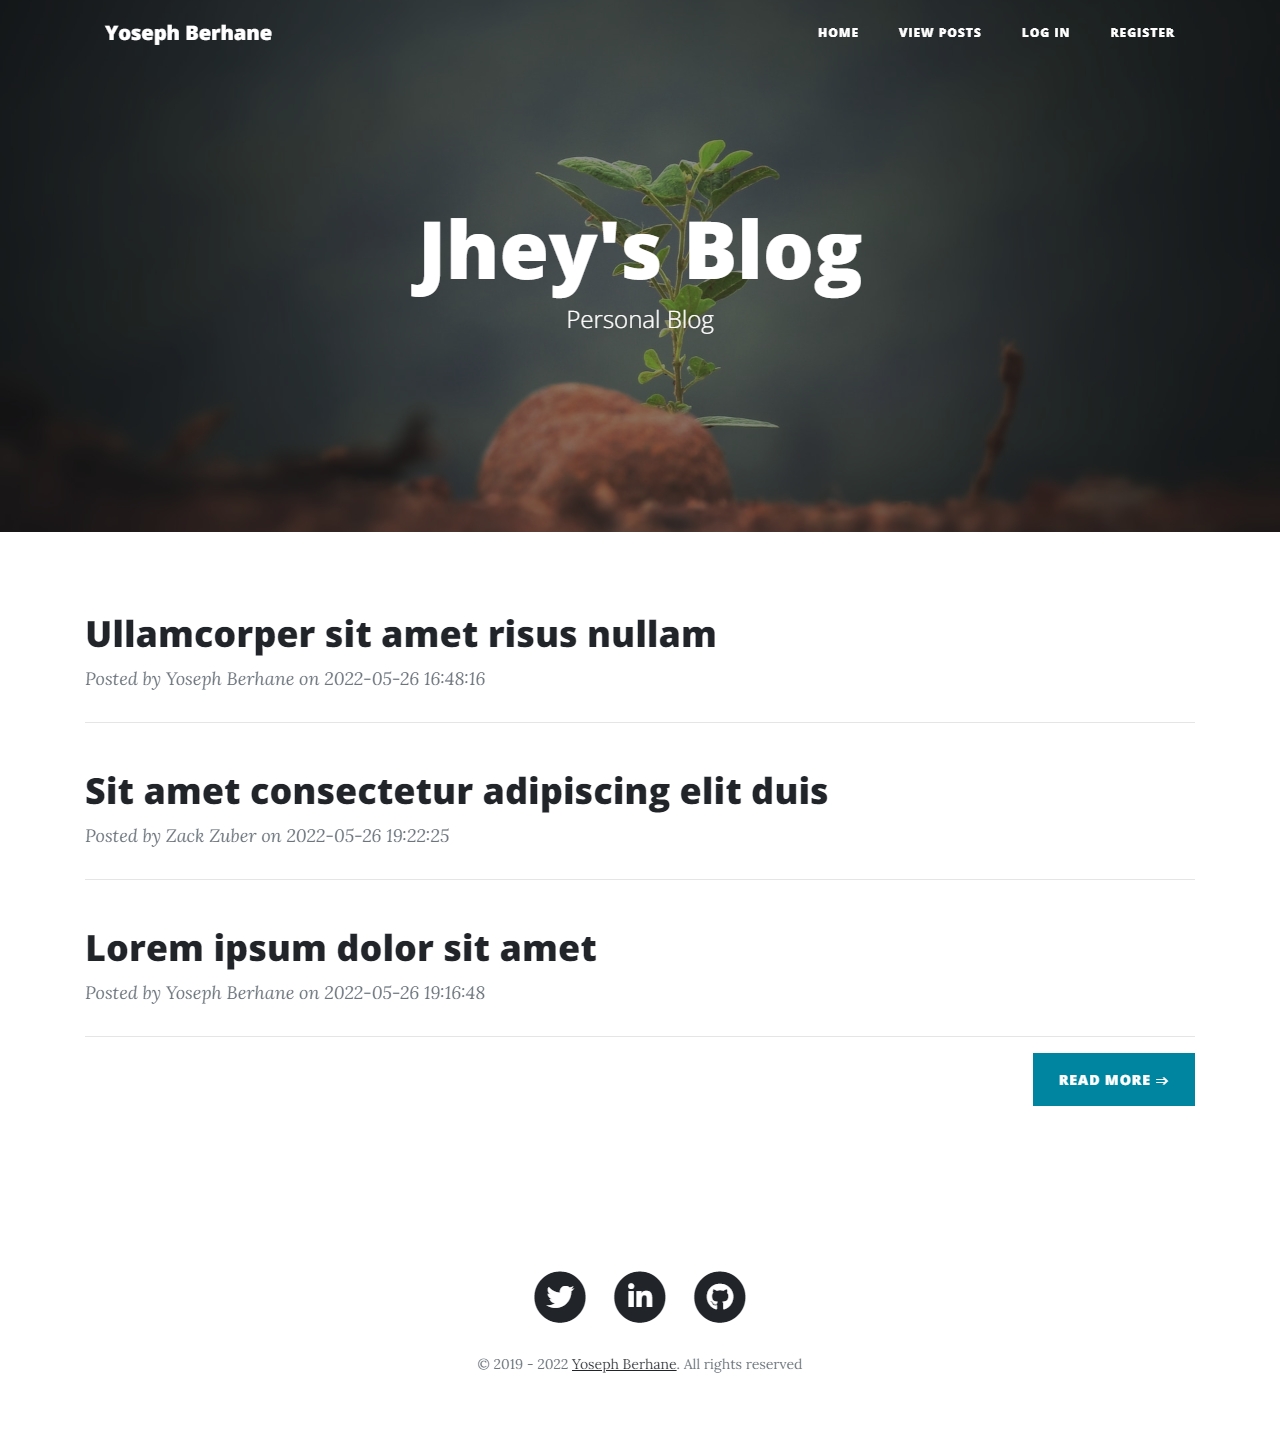 Yoseph Berhane
HOME VIEW POSTS LOG IN REGISTER
Jhey's Blog
Personal Blog
Ullamcorper sit amet risus nullam
Posted by Yoseph Berhane on 2022-05-26 16:48:16
Sit amet consectetur adipiscing elit duis
Posted by Zack Zuber on 2022-05-26 19:22:25
Lorem ipsum dolor sit amet
Posted by Yoseph Berhane on 2022-05-26 19:16:48
READ MORE ⇒
in
© 2019 - 2022 Yoseph Berhane. All rights reserved